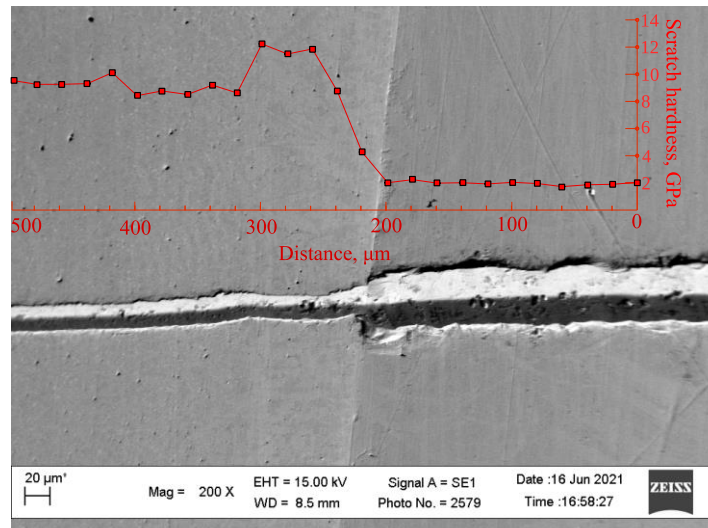 14
12
10
8
6
4
2
Scratch hardness, GPa
500 400 300 200 100 0
Distance, μm
20 μm*
Mag = 200 X
EHT = 15.00 kV
WD = 8.5 mm
Signal A = SE1
Photo No. = 2579
Date :16 Jun 2021
Time :16:58:27
ZEISS